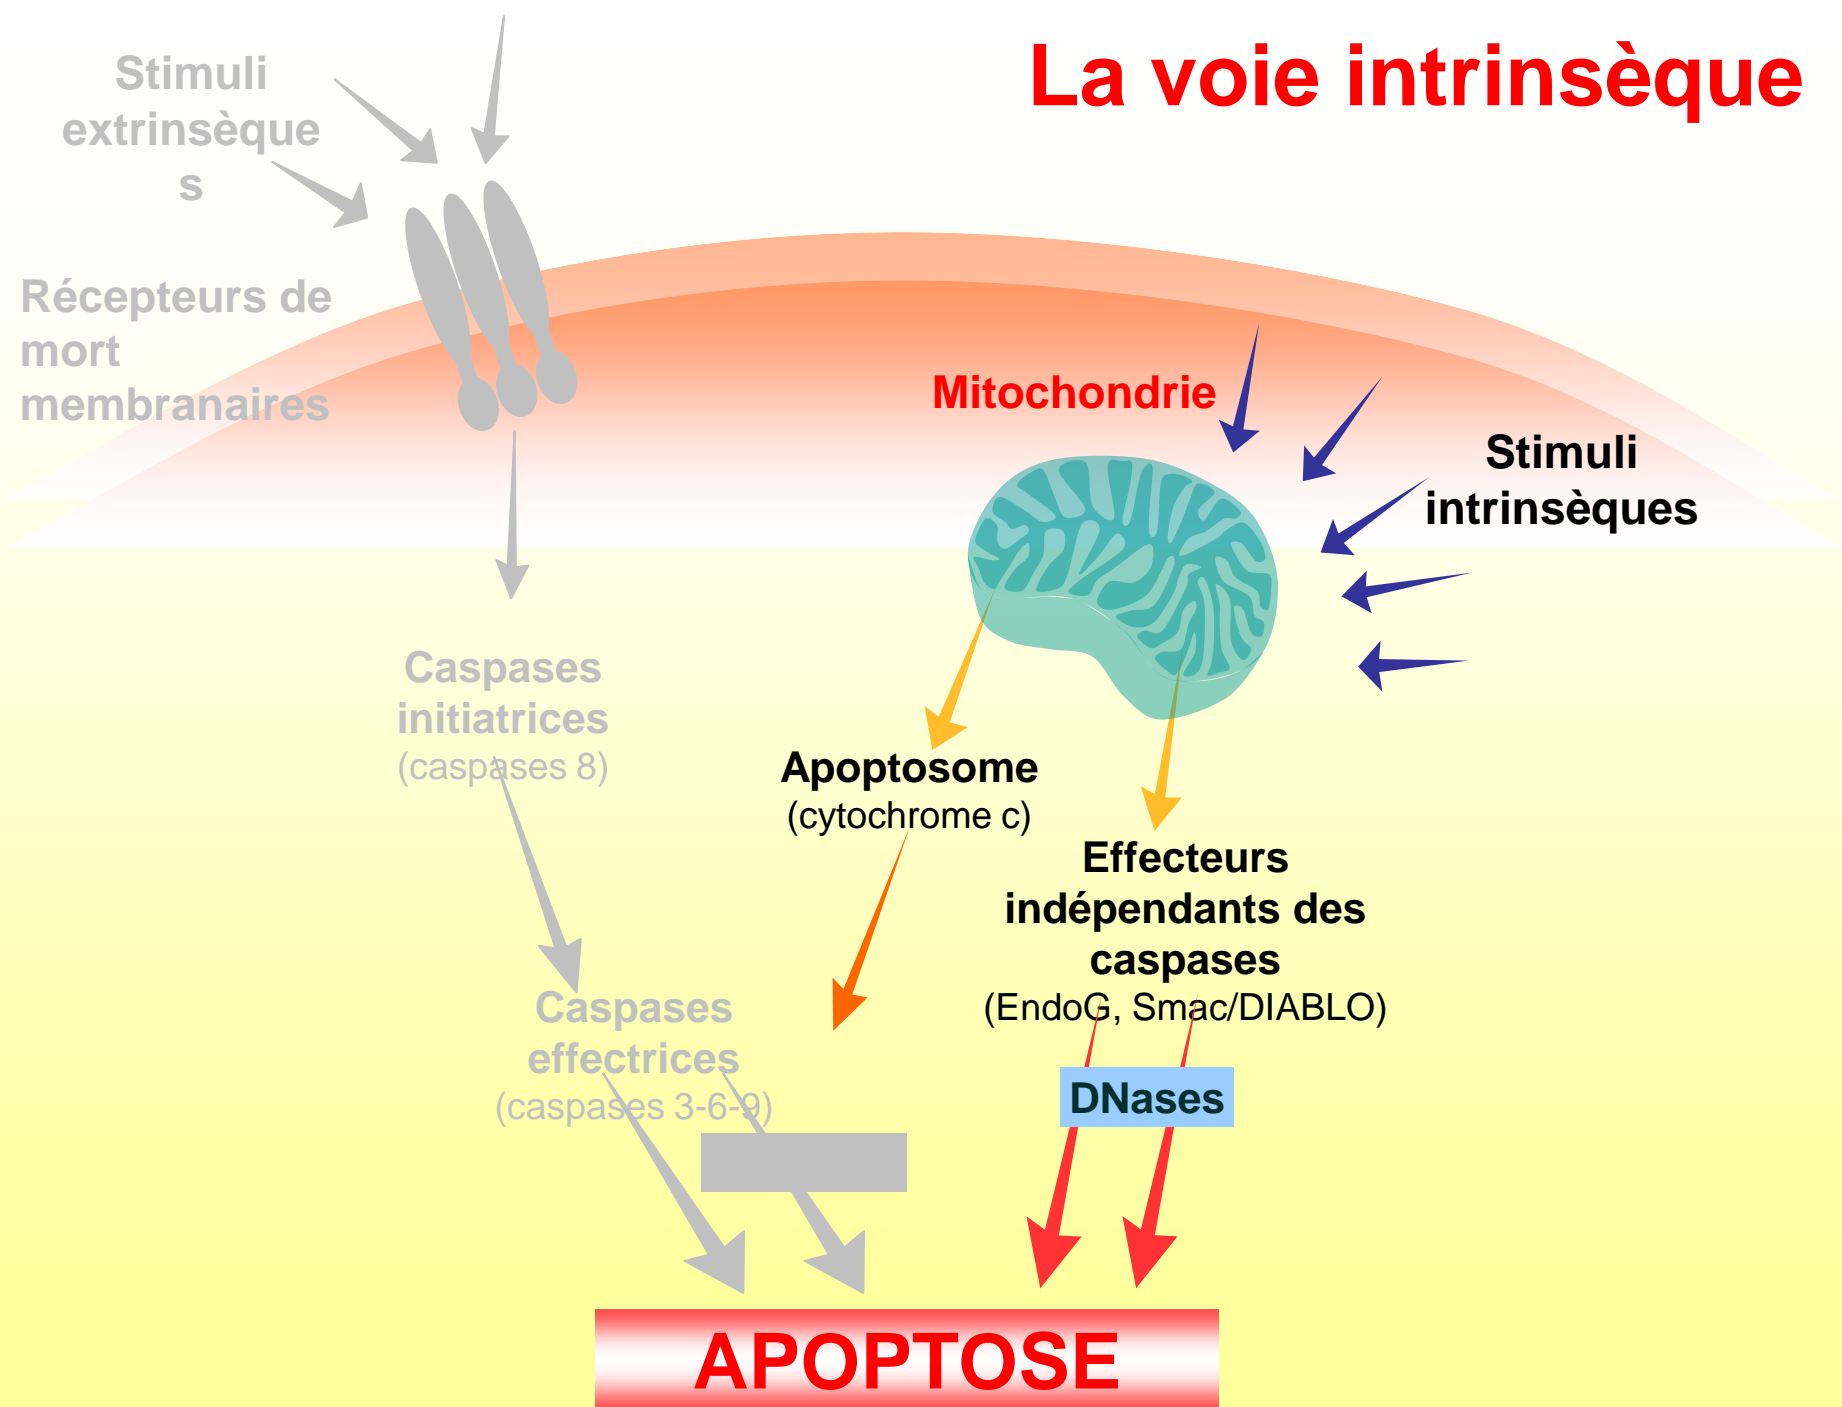 La voie intrinsèque
Stimuli
extrinsèque
s
Récepteurs de
mort
membranaires
Mitochondrie
Stimuli
intrinsèques
Caspases
initiatrices
(caspases 8)
Apoptosome
(cytochrome c)
Effecteurs
indépendants des
caspases
(EndoG, Smac/DIABLO)
Caspases
effectrices
(caspases 3-6-9)
DNases
APOPTOSE